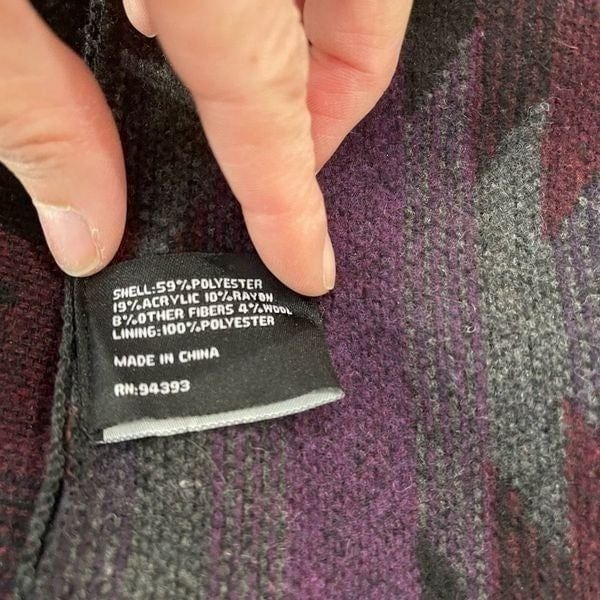 SHELL:59%POLYESTER
19%ACRYLIC 10%RAYON
8%OTHER FIBERS 4%WOOL
LINING:100%POLYESTER
MADE IN CHINA
RN:94393